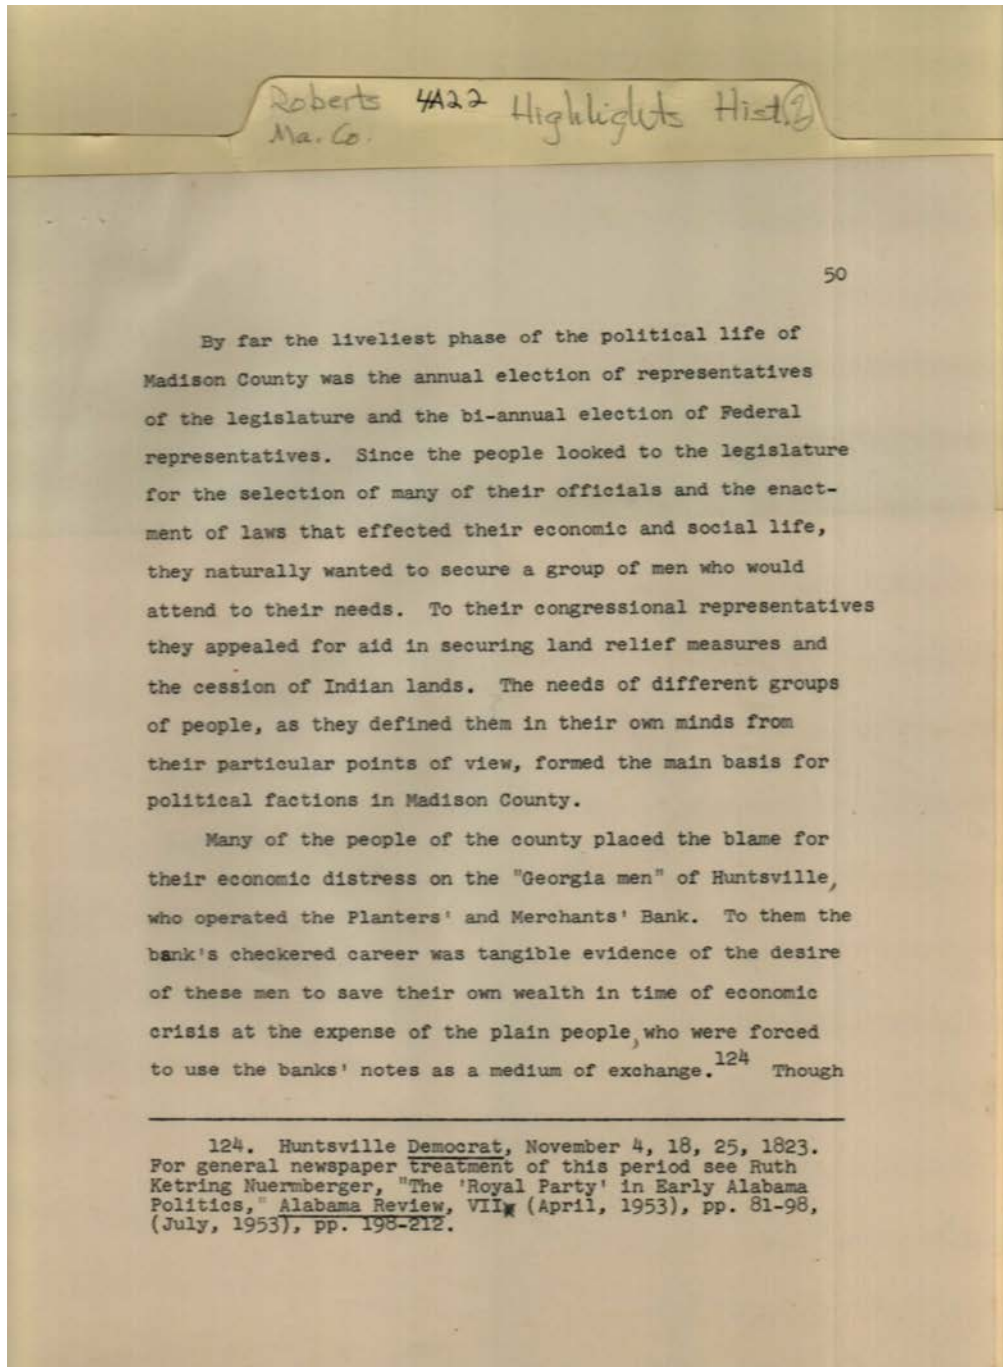 Roberts 4A22 Highlights Hist. 2
Ma. Co.
50
By far the liveliest phase of the political life of
Madison County was the annual election of representatives
of the legislature and the bi-annual election of Federal
representatives. Since the people looked to the legislature
for the selection of many of their officials and the enact-
ment of laws that effected their economic and social life,
they naturally wanted to secure a group of men who would
attend to their needs. To their congressional representatives
they appealed for aid in securing land relief measures and
the cession of Indian lands. The needs of different groups
of people, as they defined them in their own minds from
their particular points of view, formed the main basis for
political factions in Madison County.
Many of the people of the county placed the blame for
their economic distress on the "Georgia men" of Huntsville,
who operated the Planters' and Merchants' Bank. To them the
bank's checkered career was tangible evidence of the desire
of these men to save their own wealth in time of economic
crisis at the expense of the plain people, who were forced
to use the banks' notes as a medium of exchange.124 Though
124. Huntsville Democrat, November 4, 18, 25, 1823.
For general newspaper treatment of this period see Ruth
Ketring Nuermberger, "The 'Royal Party' in Early Alabama
Politics," Alabama Review, VII (April, 1953), pp. 81-98,
(July, 1953), pp. 198-212.